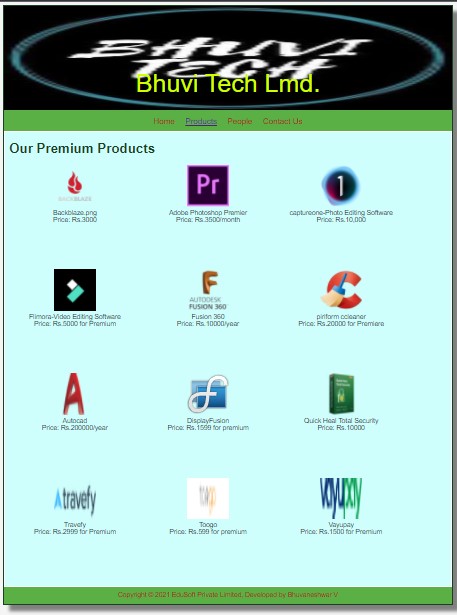 BHUVI
TECH
Bhuvi Tech Lmd.
Home Products People Contact Us
Our Premium Products
BACKBLAZE
Pr
1
Backblaze.png
Price: Rs.3000
Adobe Photoshop Premier
Price: Rs.3500/month
captureone-Photo Editing Software
Price: Rs.10,000
AUTODESK
FUSION 360
Flimora-Video Editing Software
Price: Rs.5000 for Premium
Fusion 360
Price: Rs.10000/year
piriform ccleaner
Price: Rs.20000 for Premiere
Autocad
Price: Rs.200000/year
DisplayFusion
Price: Rs.1599 for premium
Quick Heal Total Security
Price: Rs.10000
travefy
toogo
vayupay
Travefy
Price: Rs.2999 for Premium
Toogo
Price: Rs.599 for premium
Vayupay
Price: Rs.1500 for Premium
Copyright © 2021 EduSoft Private Limited. Developed by Bhuvaneshwar V